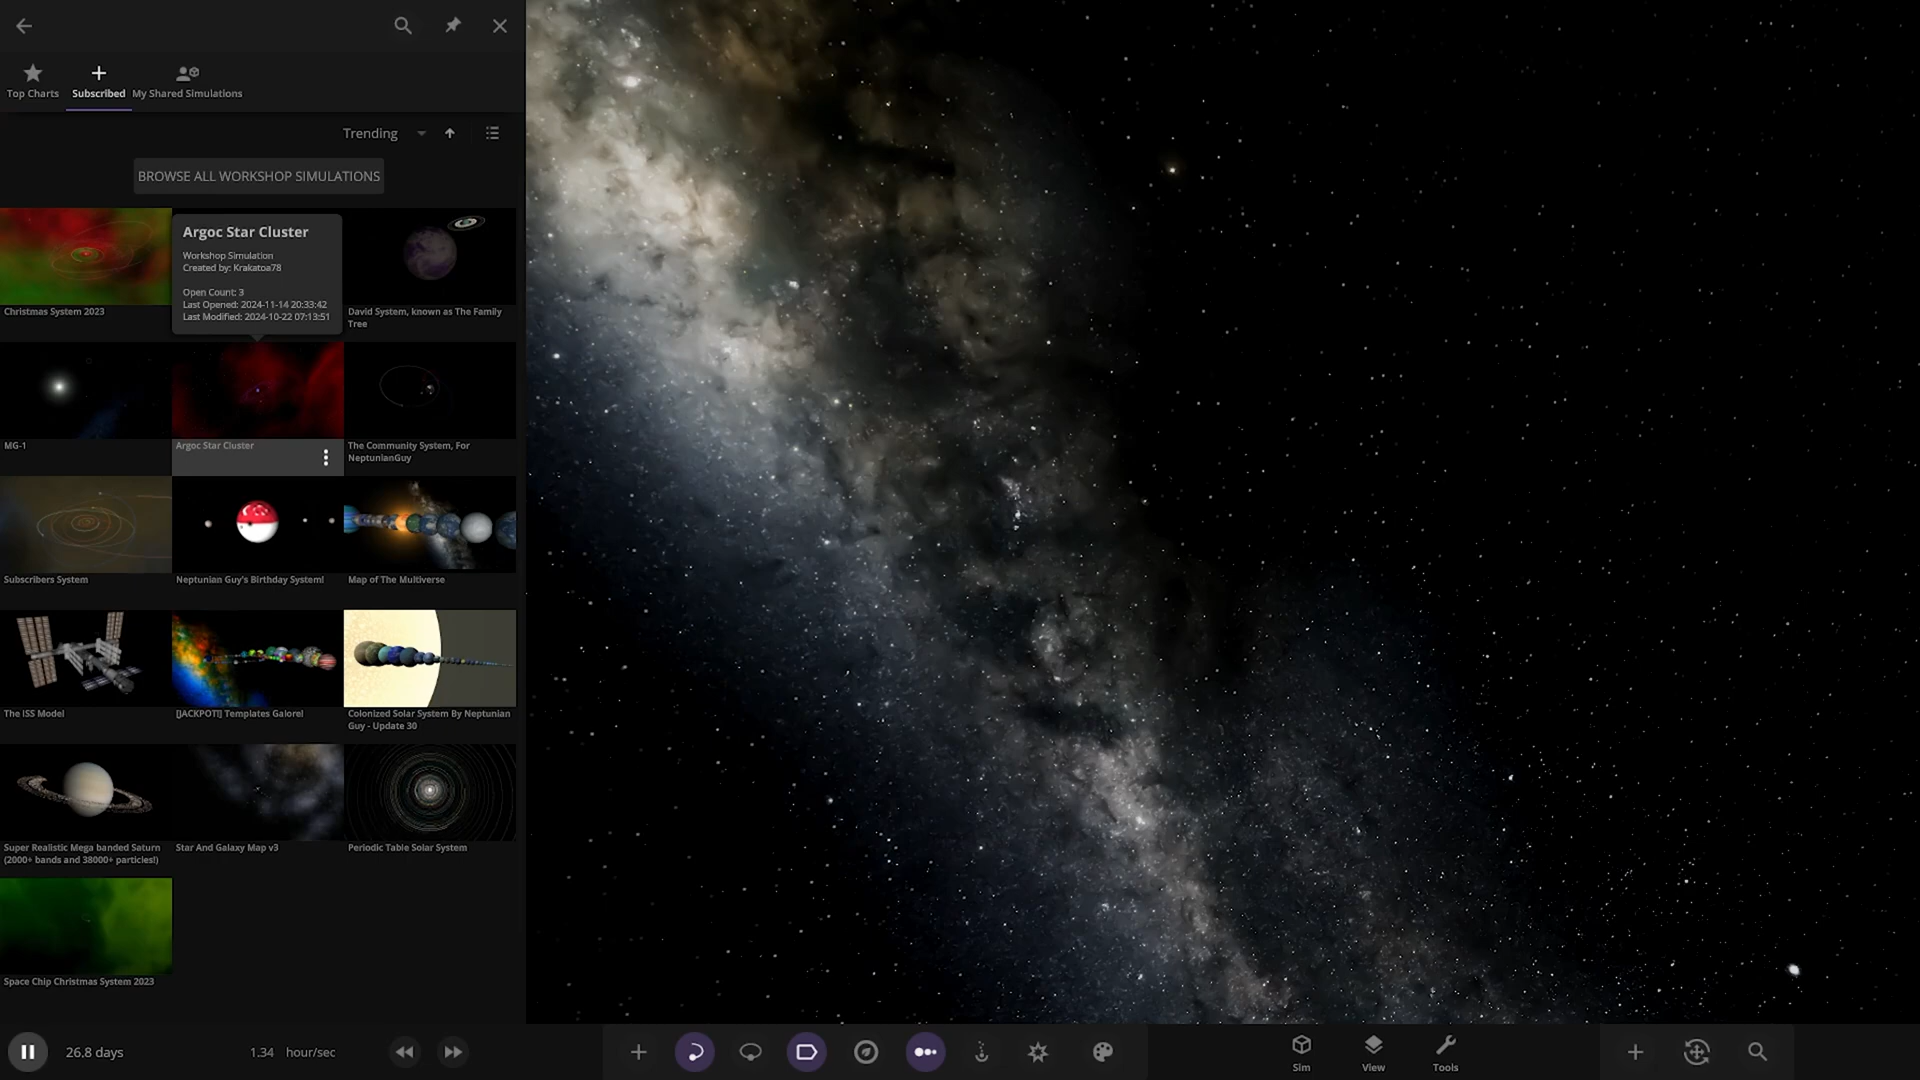 Top Charts
Subscribed
My Shared Simulations
Trending
BROWSE ALL WORKSHOP SIMULATIONS
Argoc Star Cluster
Workshop Simulation
Created by: Krakatoa78
Open Count: 3
Last Opened: 2024-11-14 20:33:42
Last Modified: 2024-10-22 07:13:51
Christmas System 2023
David System, known as The Family
Tree
MG-1
Argoc Star Cluster
The Community System, For
NeptunianGuy
Subscribers System
Neptunian Guy's Birthday System!
Map of The Multiverse
The ISS Model
[JACKPOT!] Templates Galore!
Colonized Solar System By Neptunian
Guy - Update 30
Super Realistic Mega banded Saturn
(2000+ bands and 38000+ particles!)
Star And Galaxy Map v3
Periodic Table Solar System
Space Chip Christmas System 2023
26.8 days
1.34 hour/sec
Sim
View
Tools